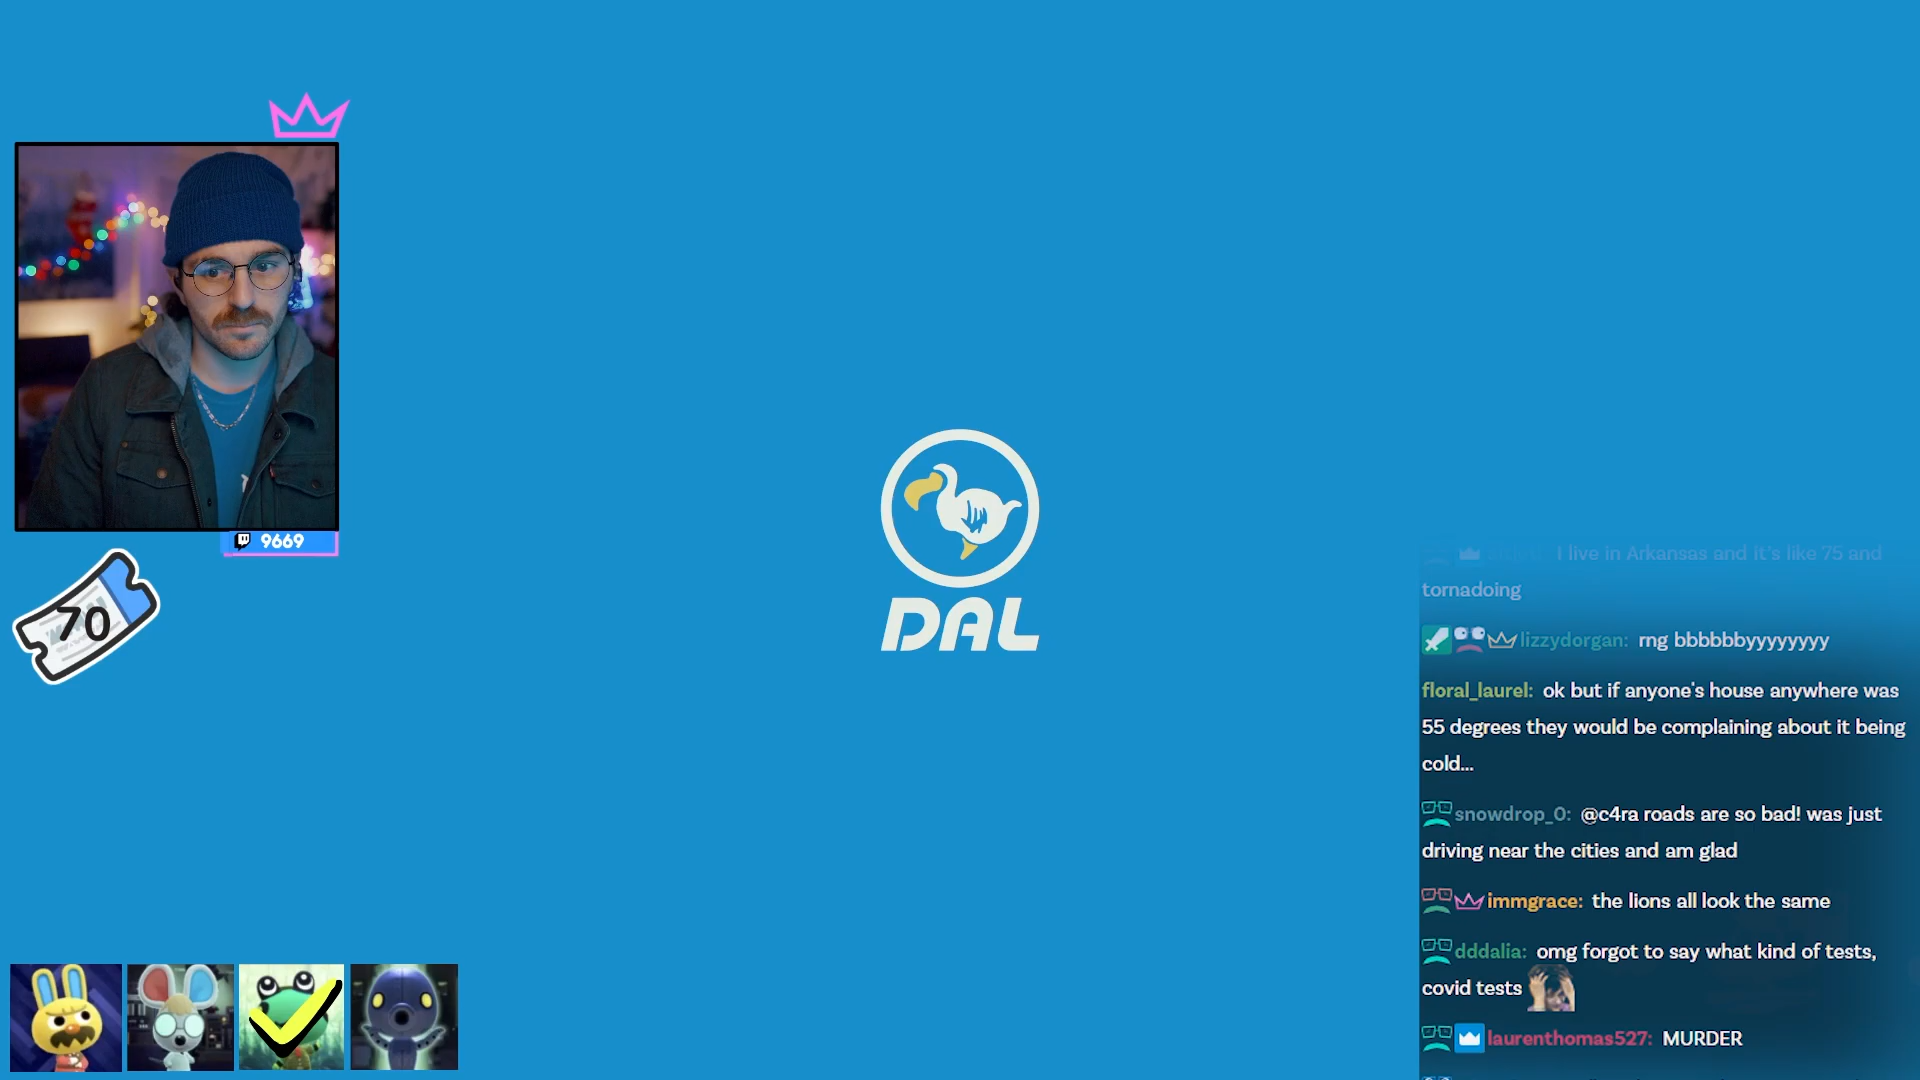 9669
70
DAL
I live in Arkansas and it's like 75 and
tornadoing
lizzydorgan: rng bbbbbbyyyyyyyy
floral_laurel: ok but if anyone's house anywhere was
55 degrees they would be complaining about it being
cold...
snowdrop_0: @c4ra roads are so bad! was just
driving near the cities and am glad
immgrace: the lions all look the same
dddalia: omg forgot to say what kind of tests,
covid tests
laurenthomas527: MURDER